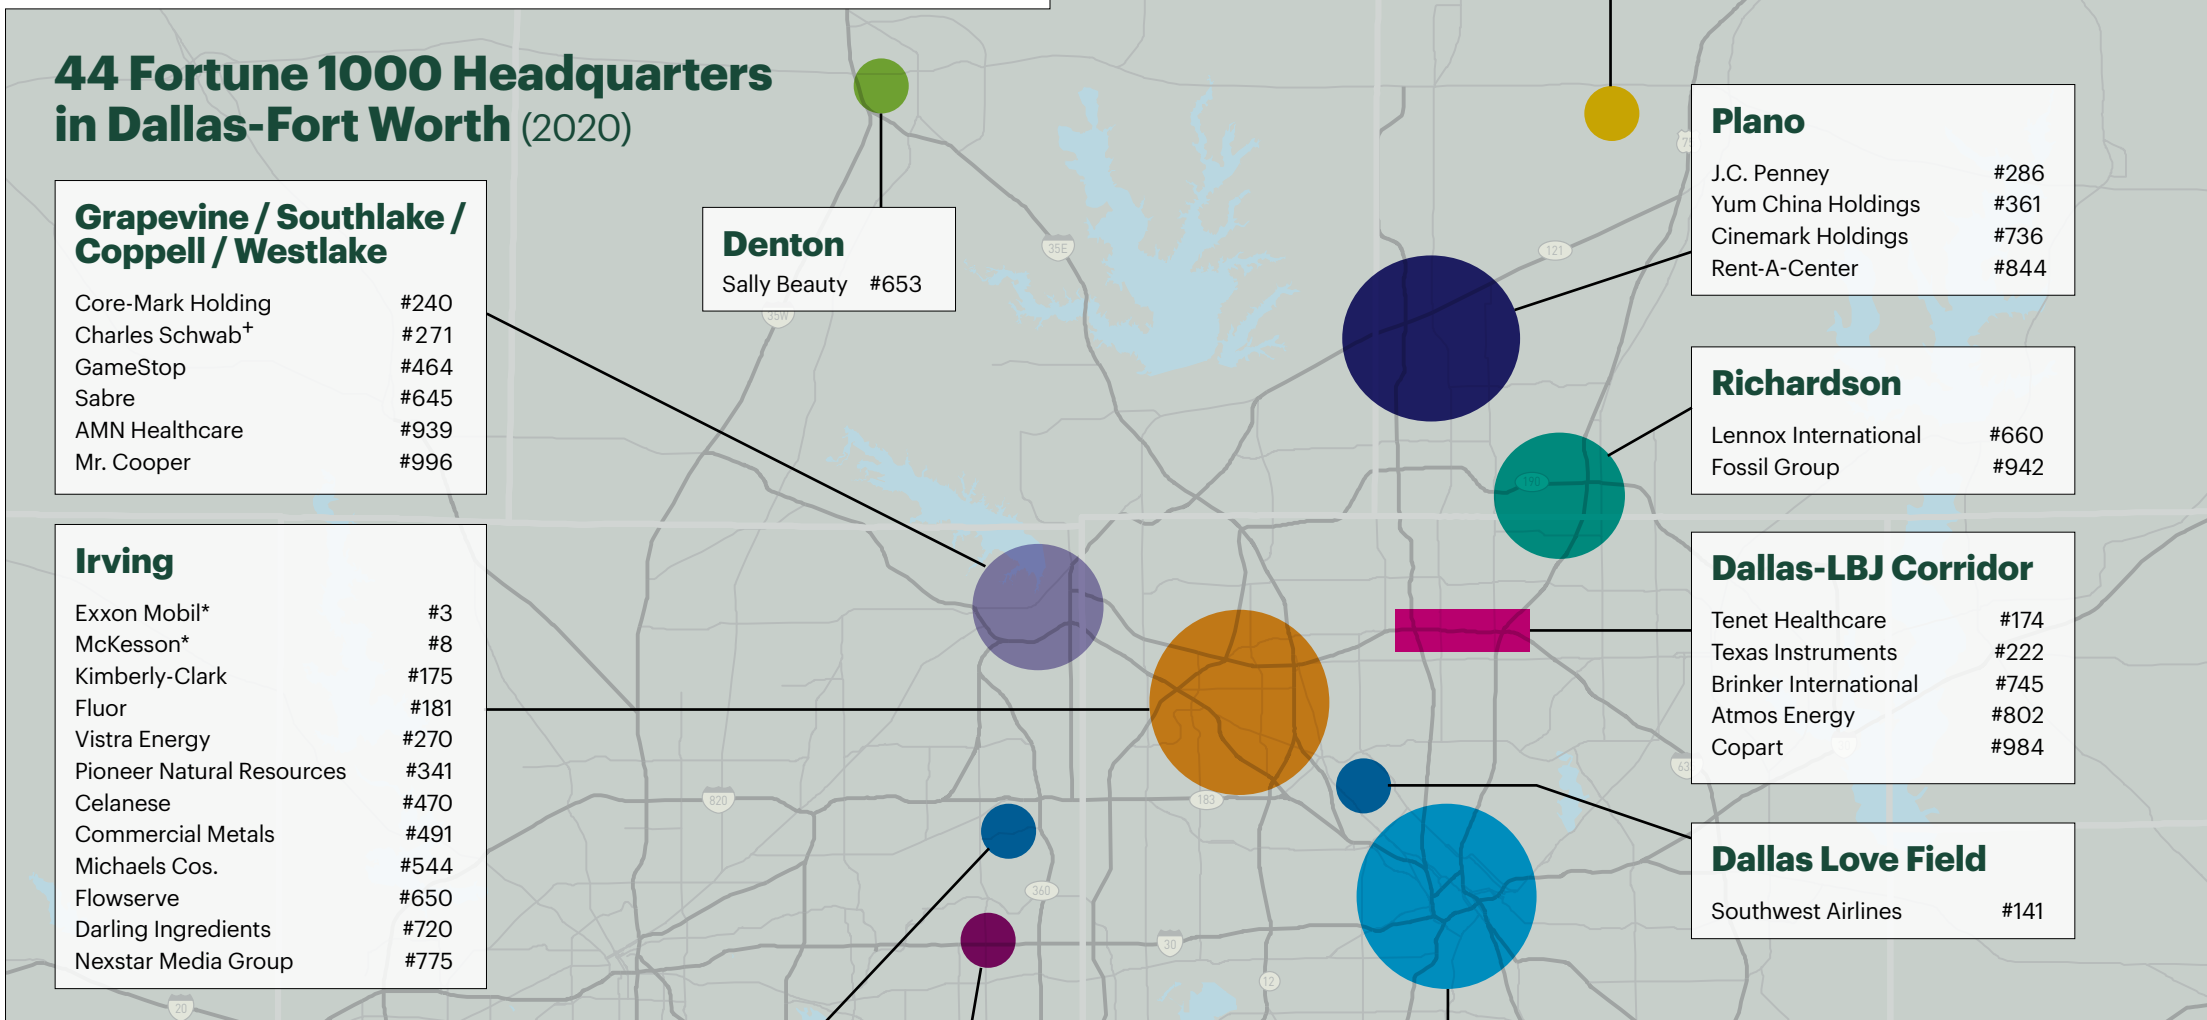 44 Fortune 1000 Headquarters
in Dallas-Fort Worth (2020)
Grapevine / Southlake /
Coppell / Westlake
Core-Mark Holding #240
Charles Schwab+ #271
GameStop #464
Sabre #645
AMN Healthcare #939
Mr. Cooper #996
Irving
Exxon Mobil* #3
McKesson* #8
Kimberly-Clark #175
Fluor #181
Vistra Energy #270
Pioneer Natural Resources #341
Celanese #470
Commercial Metals #491
Michaels Cos. #544
Flowserve #650
Darling Ingredients #720
Nexstar Media Group #775
Denton
Sally Beauty #653
Plano
J.C. Penney #286
Yum China Holdings #361
Cinemark Holdings #736
Rent-A-Center #844
Richardson
Lennox International #660
Fossil Group #942
Dallas-LBJ Corridor
Tenet Healthcare #174
Texas Instruments #222
Brinker International #745
Atmos Energy #802
Copart #984
Dallas Love Field
Southwest Airlines #141
35E
35W
121
190
820
183
360
30
12
20